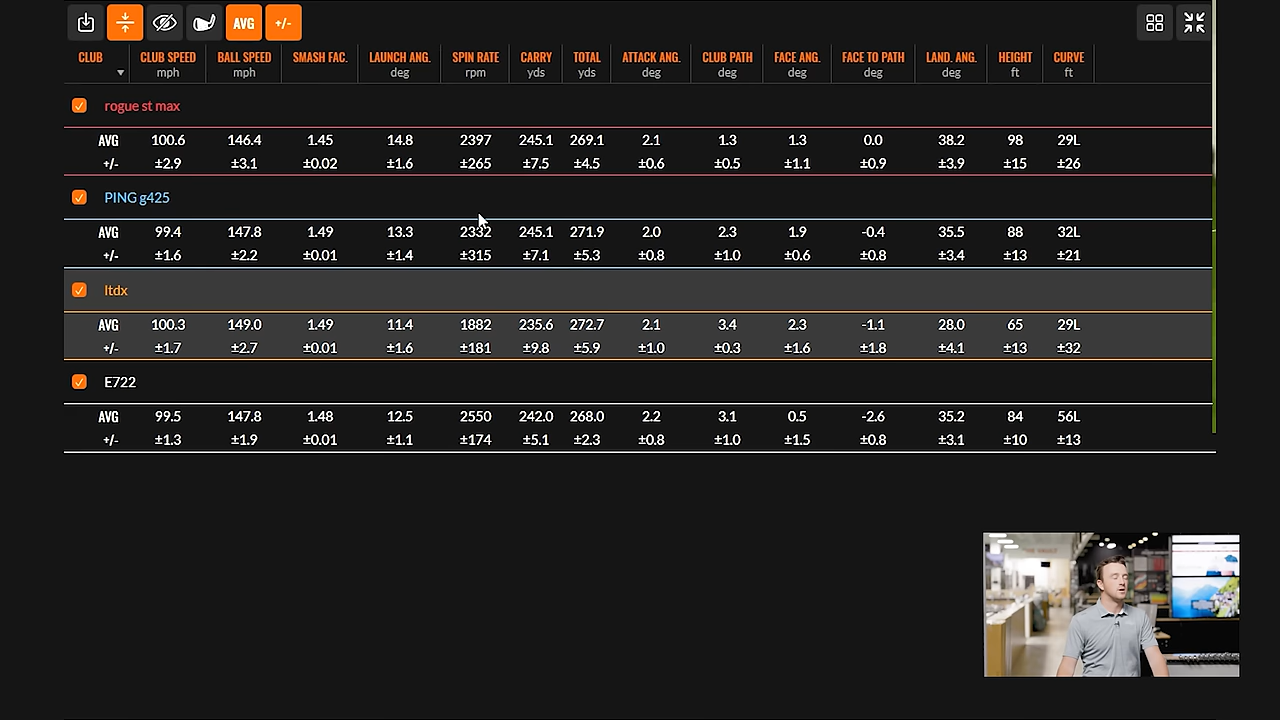 AVG +/-
CLUB CLUB SPEED BALL SPEED SMASH FAC. LAUNCH ANG. SPIN RATE CARRY TOTAL ATTACK ANG. CLUB PATH FACE ANG. FACE TO PATH LAND. ANG. HEIGHT CURVE
mph mph deg rpm yds yds deg deg deg deg deg ft ft
rogue st max
AVG 100.6 146.4 1.45 14.8 2397 245.1 269.1 2.1 1.3 1.3 0.0 38.2 98 29L
+/- ±2.9 ±3.1 ±0.02 ±1.6 ±265 ±7.5 ±4.5 ±0.6 ±0.5 ±1.1 ±0.9 ±3.9 ±15 ±26
PING g425
AVG 99.4 147.8 1.49 13.3 2332 245.1 271.9 2.0 2.3 1.9 -0.4 35.5 88 32L
+/- ±1.6 ±2.2 ±0.01 ±1.4 ±315 ±7.1 ±5.3 ±0.8 ±1.0 ±0.6 ±0.8 ±3.4 ±13 ±21
ltdx
AVG 100.3 149.0 1.49 11.4 1882 235.6 272.7 2.1 3.4 2.3 -1.1 28.0 65 29L
+/- ±1.7 ±2.7 ±0.01 ±1.6 ±181 ±9.8 ±5.9 ±1.0 ±0.3 ±1.6 ±1.8 ±4.1 ±13 ±32
E722
AVG 99.5 147.8 1.48 12.5 2550 242.0 268.0 2.2 3.1 0.5 -2.6 35.2 84 56L
+/- ±1.3 ±1.9 ±0.01 ±1.1 ±174 ±5.1 ±2.3 ±0.8 ±1.0 ±1.5 ±0.8 ±3.1 ±10 ±13